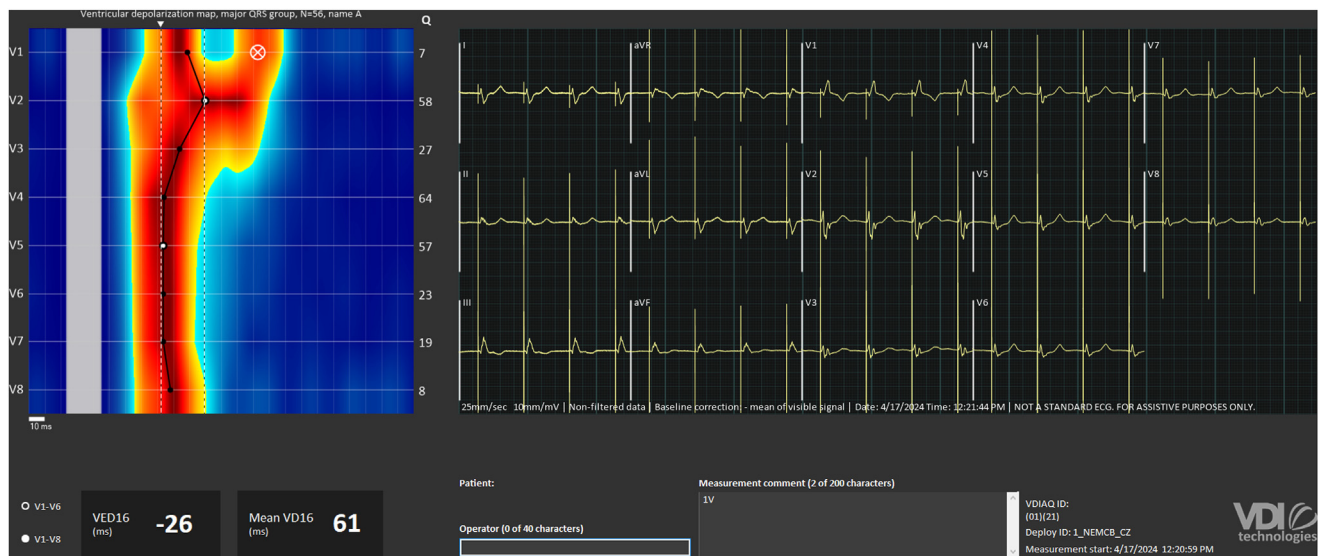 Ventricular depolarization map, major QRS group, N=56, name A
Q
V1 7
V2 58
V3 27
V4 64
V5 57
V6 23
V7 19
V8 8
10 ms
I aVR V1 V4 V7
II aVL V2 V5 V8
III aVF V3 V6
25mm/sec 10mm/mV | Non-filtered data | Baseline correction: - mean of visible signal | Date: 4/17/2024 Time: 12:21:44 PM | NOT A STANDARD ECG. FOR ASSISTIVE PURPOSES ONLY.
V1-V6
V1-V8
VED16
(ms)
-26
Mean VD16
(ms)
61
Patient:
Operator (0 of 40 characters)
Measurement comment (2 of 200 characters)
1V
VDIAQ ID:
(01)(21)
Deploy ID: 1_NEMCB_CZ
Measurement start: 4/17/2024 12:20:59 PM
VDI
technologies